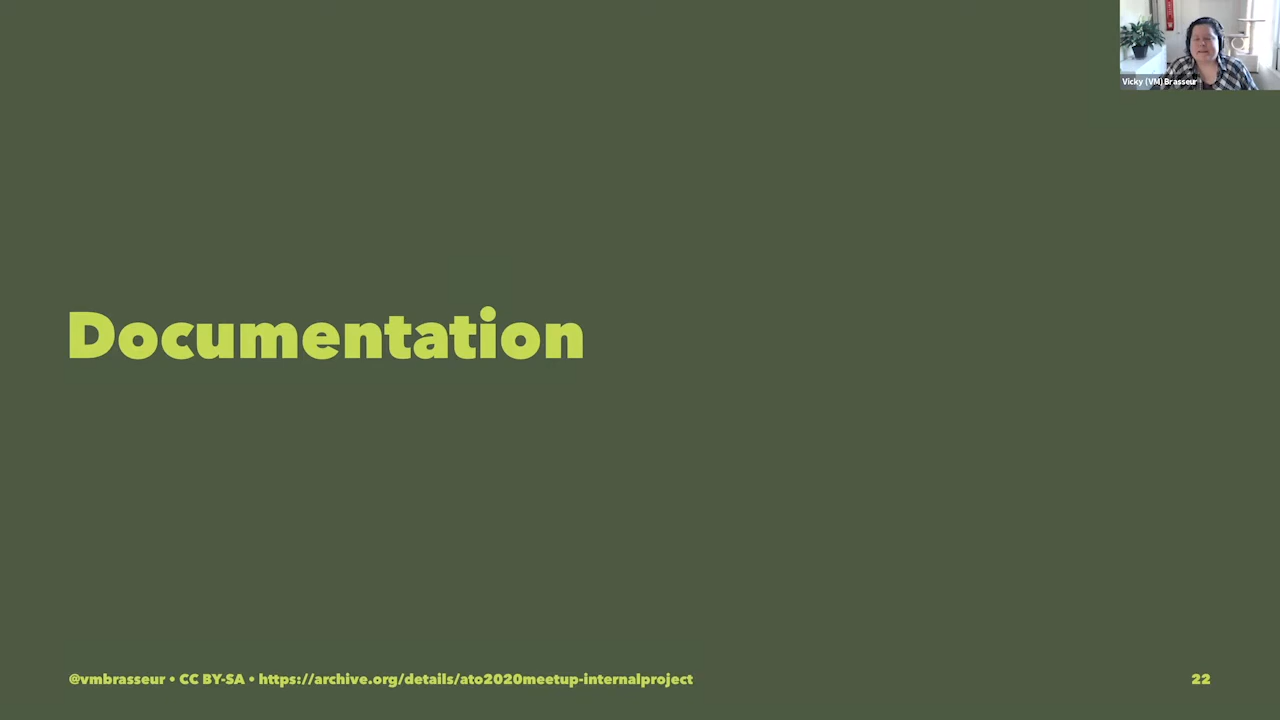 Vicky (VM) Brasseur
Documentation
@vmbrasseur • CC BY-SA • https://archive.org/details/ato2020meetup-internalproject
22